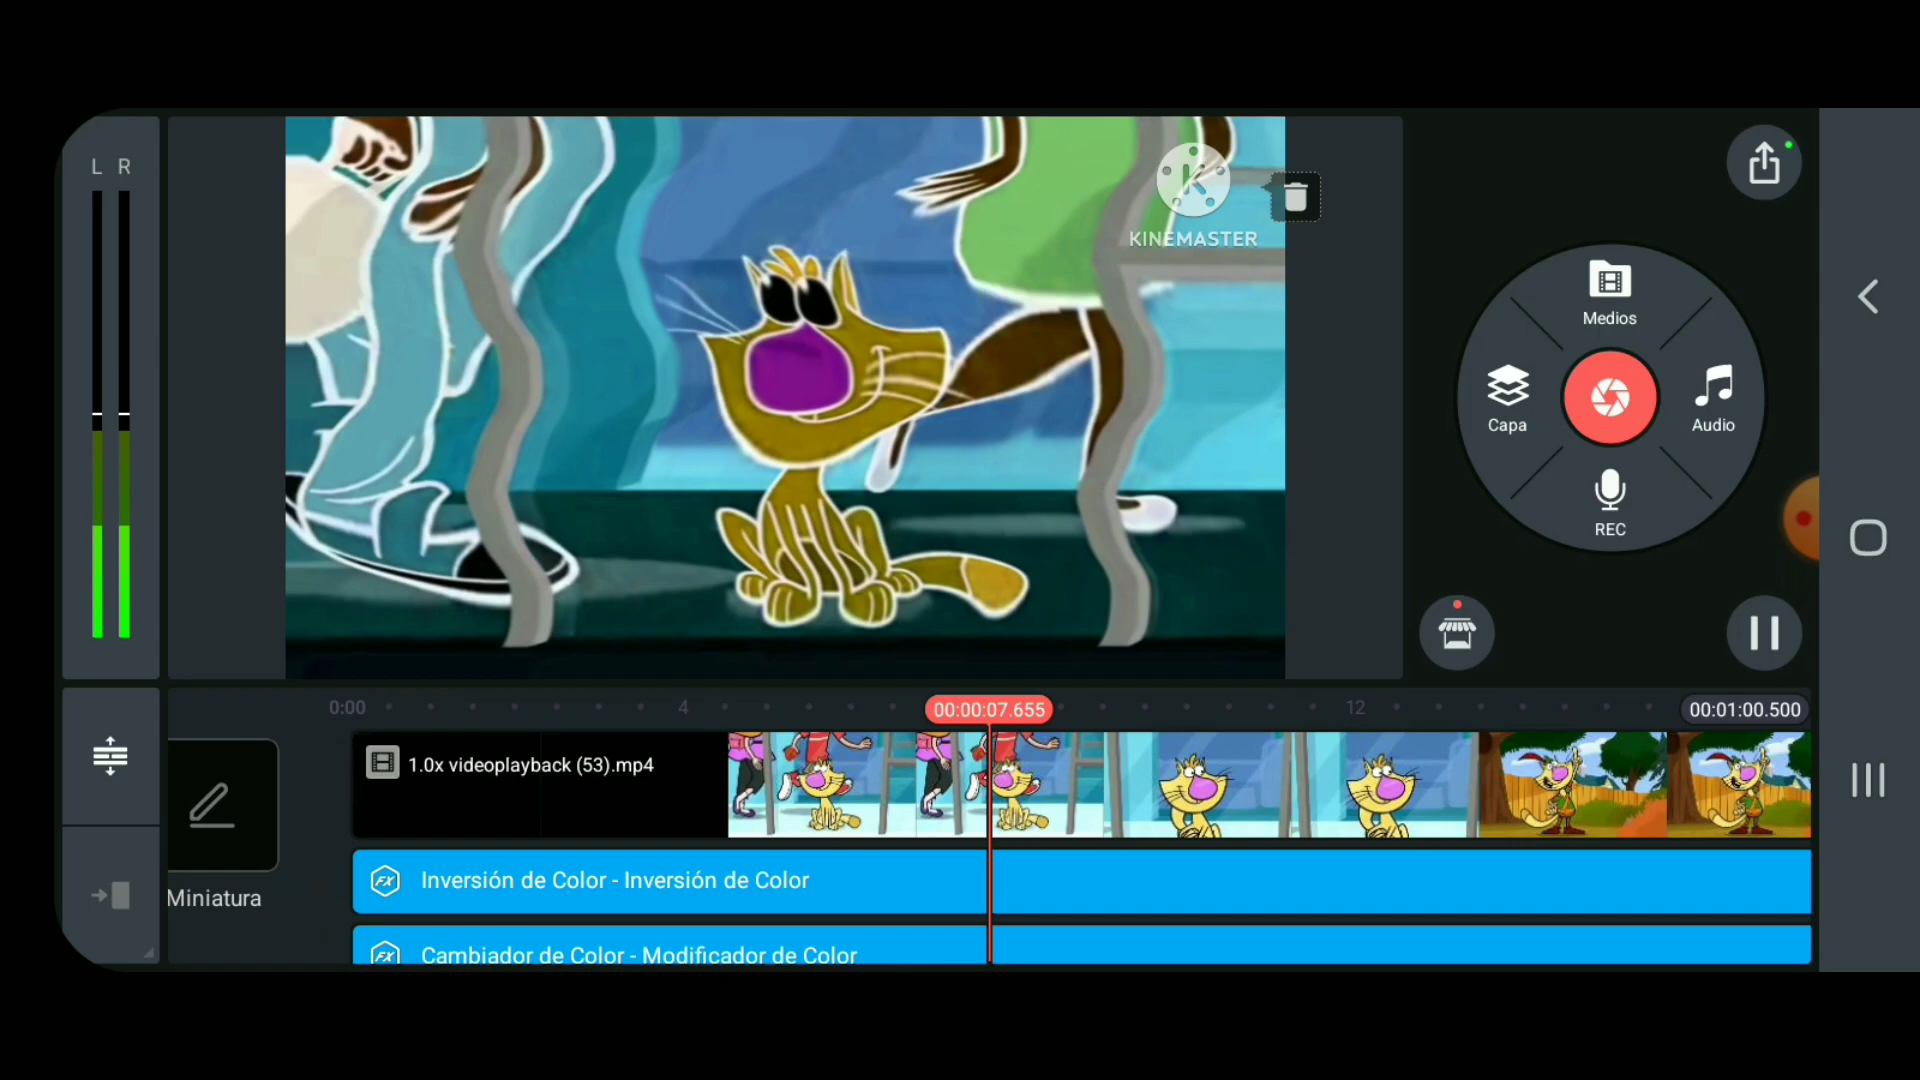 L R
KINEMASTER
Medios
Capa
Audio
REC
0:00
4
00:00:07.655
12
00:01:00.500
1.0x videoplayback (53).mp4
Miniatura
Inversión de Color - Inversión de Color
Cambiador de Color - Modificador de Color